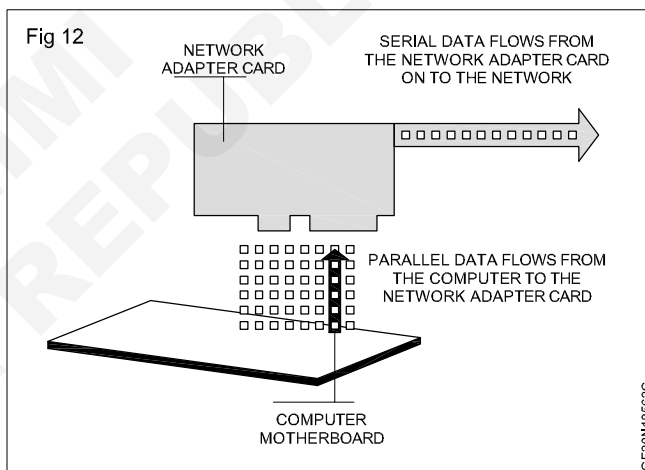 Fig 12
NETWORK
ADAPTER CARD
SERIAL DATA FLOWS FROM
THE NETWORK ADAPTER CARD
ON TO THE NETWORK
PARALLEL DATA FLOWS FROM
THE COMPUTER TO THE
NETWORK ADAPTER CARD
COMPUTER
MOTHERBOARD